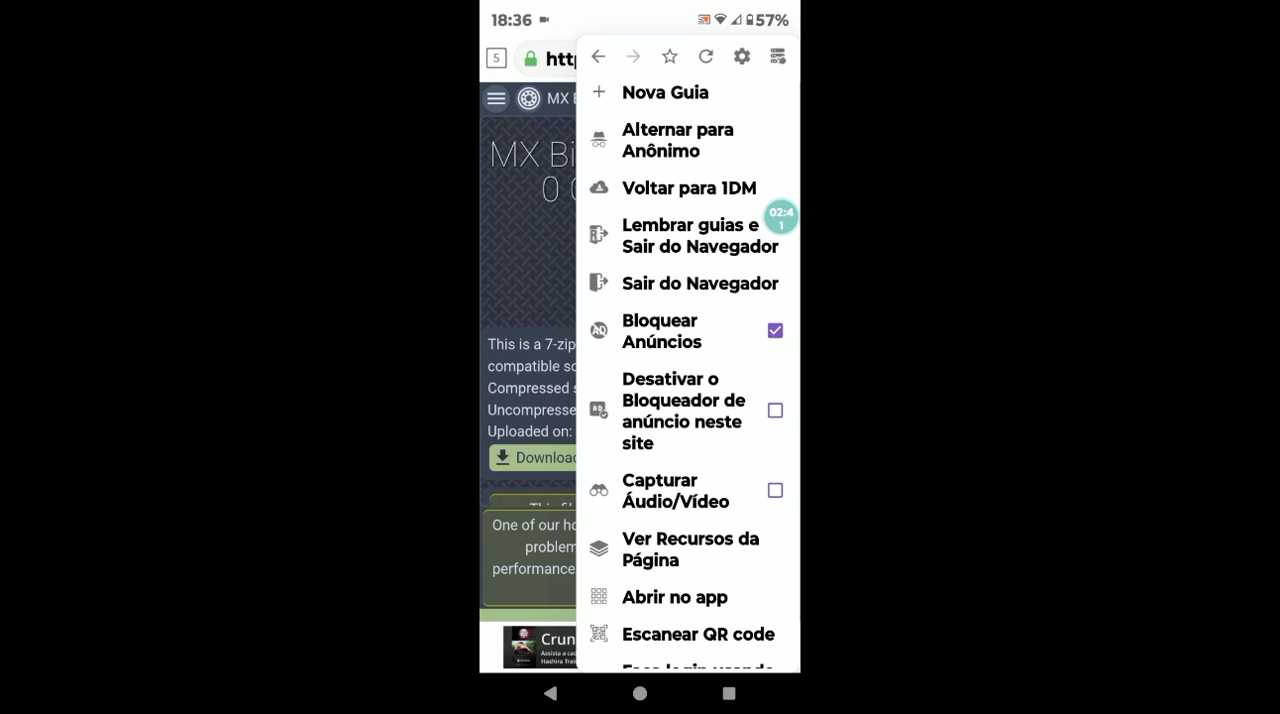 18:36
57%
5
http
Nova Guia
Alternar para
Anônimo
Voltar para 1DM
02:4
1
Lembrar guias e
Sair do Navegador
Sair do Navegador
Bloquear
Anúncios
Desativar o
Bloqueador de
anúncio neste
site
Capturar
Áudio/Vídeo
Ver Recursos da
Página
Abrir no app
Escanear QR code
MX
MX Bi
0
This is a 7-zip
compatible
Compressed
Uncompresse
Uploaded on:
Download
One of our
problem
performance
Crun
Assista a
Hashira